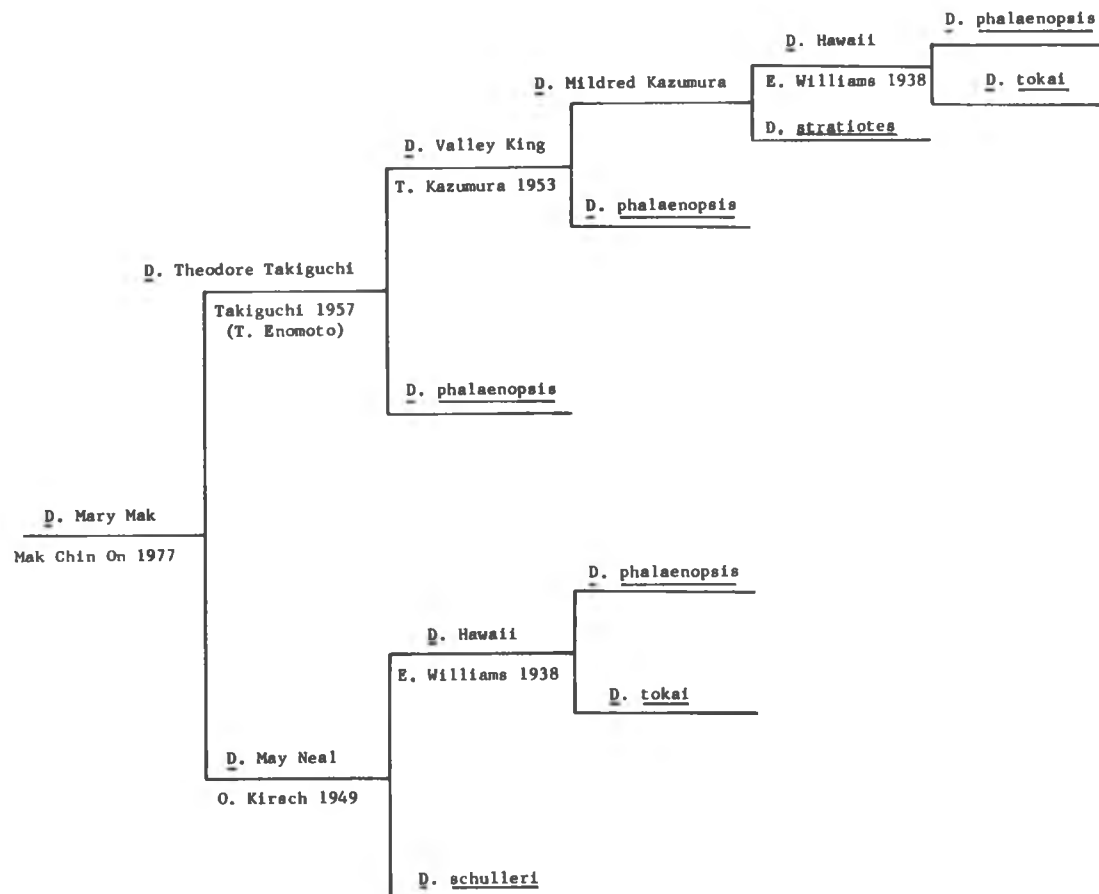 D. phalaenopsis
D. Hawaii
E. Williams 1938
D. tokai
D. Mildred Kazumura
D. stratiotes
D. Valley King
T. Kazumura 1953
D. phalaenopsis
D. Theodore Takiguchi
Takiguchi 1957
(T. Enomoto)
D. phalaenopsis
D. Mary Mak
Mak Chin On 1977
D. phalaenopsis
D. Hawaii
E. Williams 1938
D. tokai
D. May Neal
O. Kirsch 1949
D. schulleri